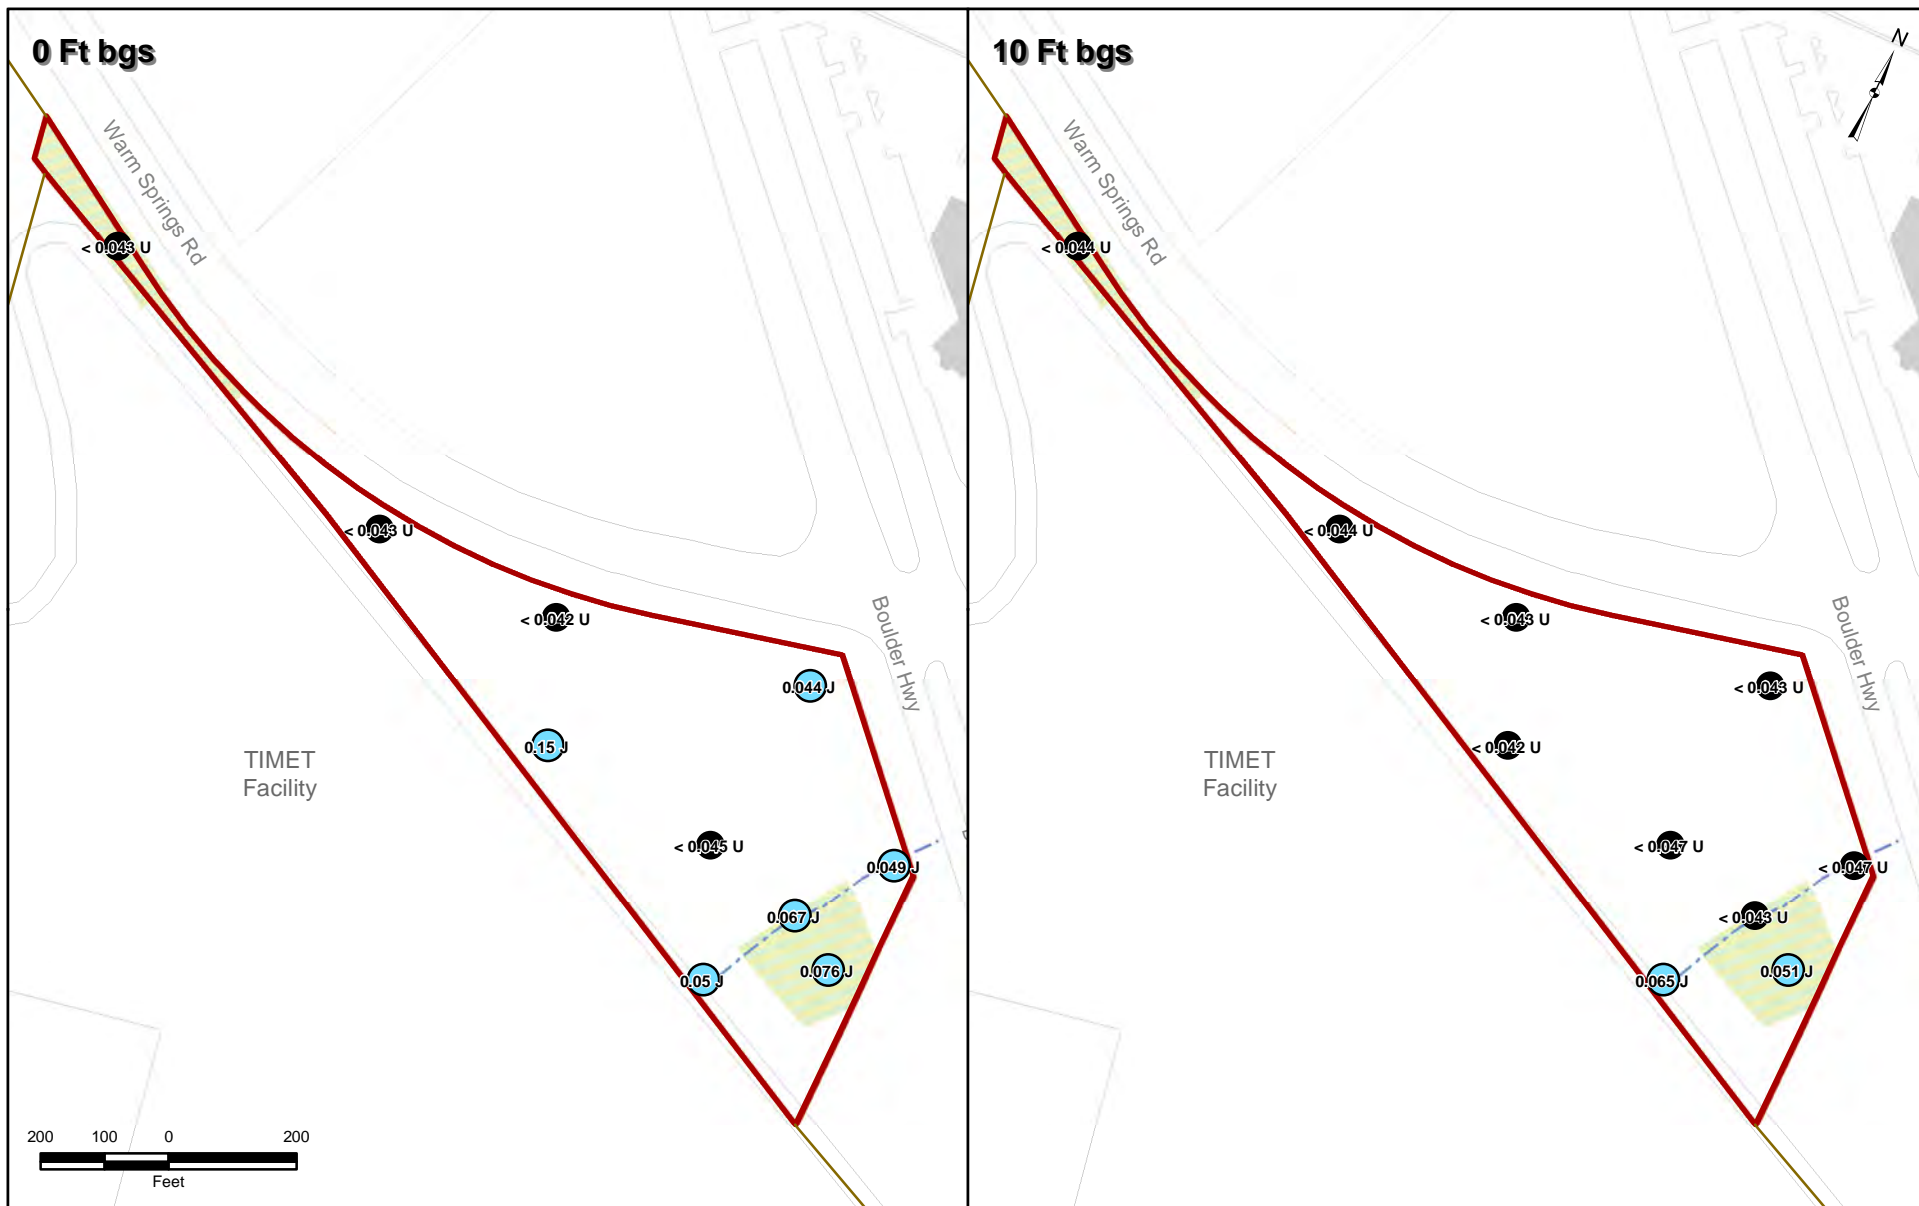 0 Ft bgs
Warm Springs Rd
< 0.043 U
< 0.043 U
< 0.042 U
Boulder Hwy
0.044 J
0.15 J
TIMET
Facility
< 0.045 U
0.049 J
0.067 J
0.076 J
0.05 J
200 100 0 200
Feet
10 Ft bgs
N
Warm Springs Rd
< 0.044 U
< 0.044 U
< 0.043 U
Boulder Hwy
< 0.043 U
< 0.042 U
TIMET
Facility
< 0.047 U
< 0.047 U
< 0.043 U
0.051 J
0.065 J